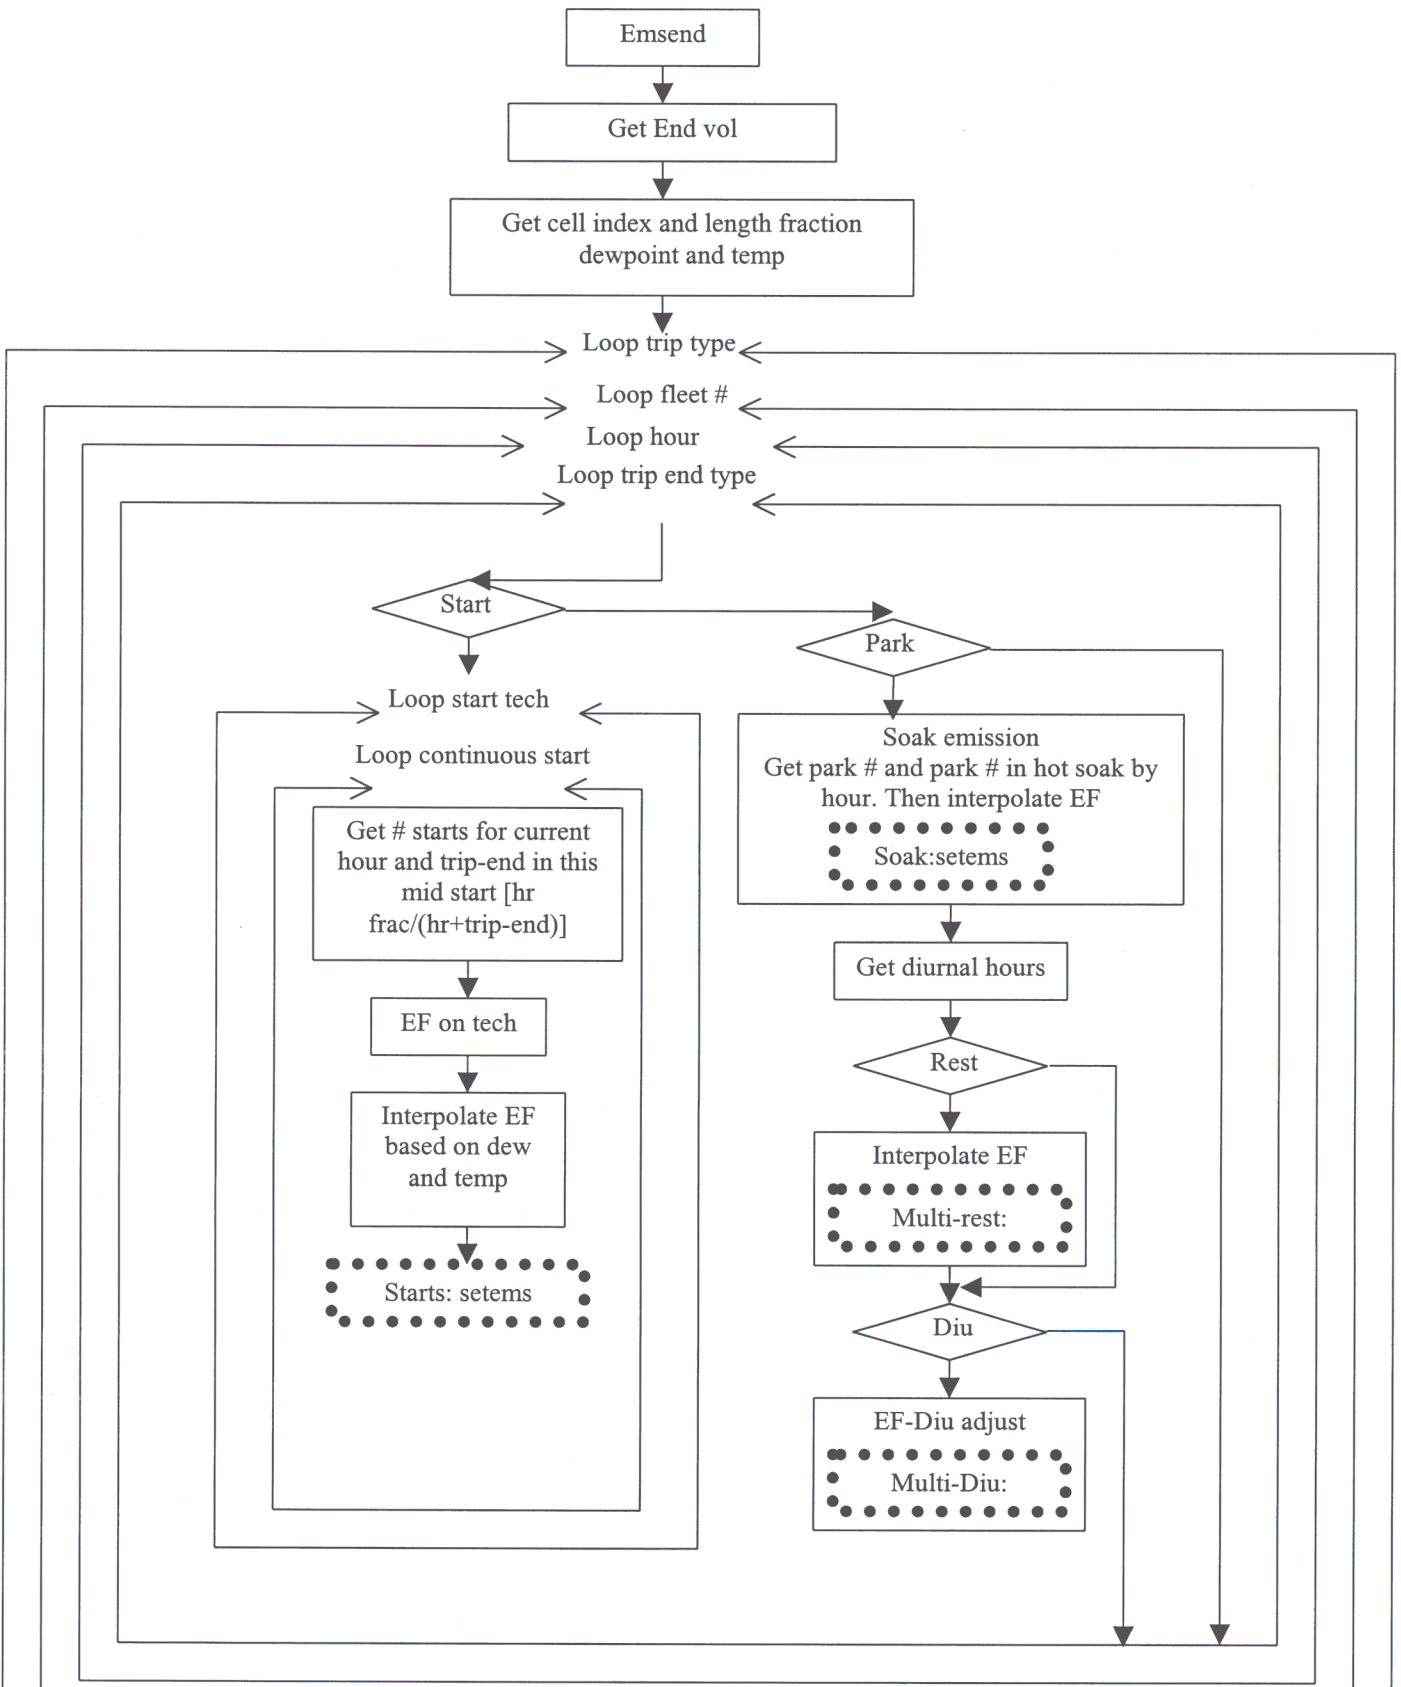 Emsend
Get End vol
Get cell index and length fraction
dewpoint and temp
Loop trip type
Loop fleet #
Loop hour
Loop trip end type
Start
Park
Loop start tech
Loop continuous start
Get # starts for current
hour and trip-end in this
mid start [hr
frac/(hr+trip-end)]
EF on tech
Interpolate EF
based on dew
and temp
Starts: setems
Soak emission
Get park # and park # in hot soak by
hour. Then interpolate EF
Soak:setems
Get diurnal hours
Rest
Interpolate EF
Multi-rest:
Diu
EF-Diu adjust
Multi-Diu: